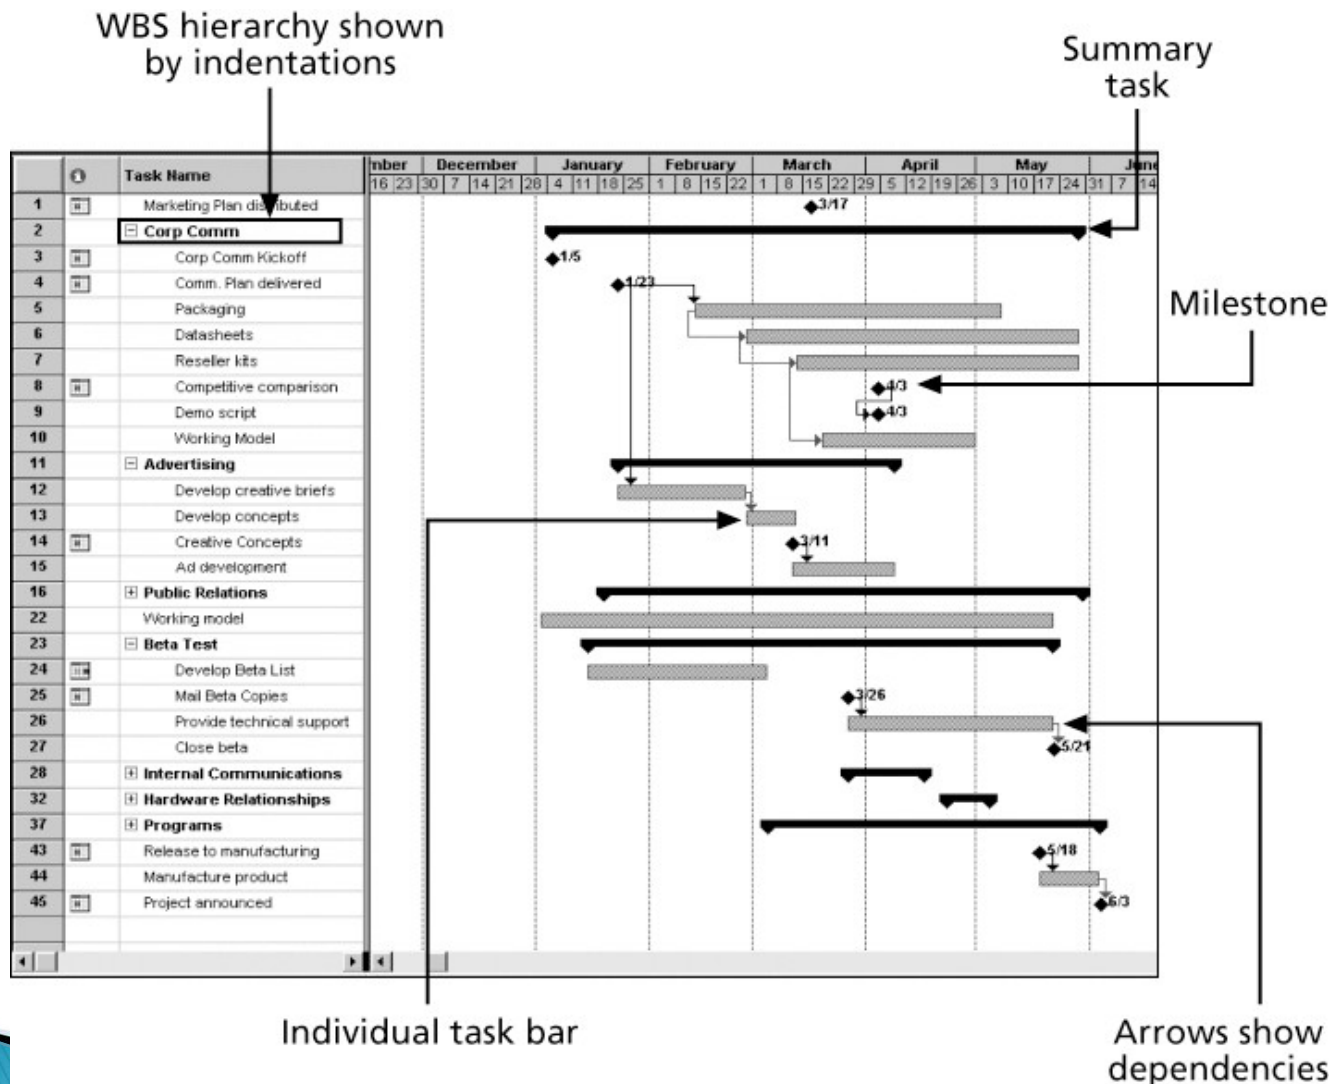 WBS hierarchy shown
by indentations
Summary
task
Task Name
mber December January February March April May June
16 23 30 7 14 21 28 4 11 18 25 1 8 15 22 1 8 15 22 29 5 12 19 26 3 10 17 24 31 7 14
1 Marketing Plan distributed 3/17
2 Corp Comm
3 Corp Comm Kickoff 1/5
4 Comm. Plan delivered 1/23
5 Packaging
Milestone
6 Datasheets
7 Reseller kits
8 Competitive comparison 4/3
9 Demo script 4/3
10 Working Model
11 Advertising
12 Develop creative briefs
13 Develop concepts
14 Creative Concepts 3/11
15 Ad development
16 Public Relations
22 Working model
23 Beta Test
24 Develop Beta List
25 Mail Beta Copies 3/26
26 Provide technical support
27 Close beta 5/21
28 Internal Communications
32 Hardware Relationships
37 Programs
43 Release to manufacturing 5/18
44 Manufacture product
45 Project announced 6/3
Individual task bar
Arrows show
dependencies